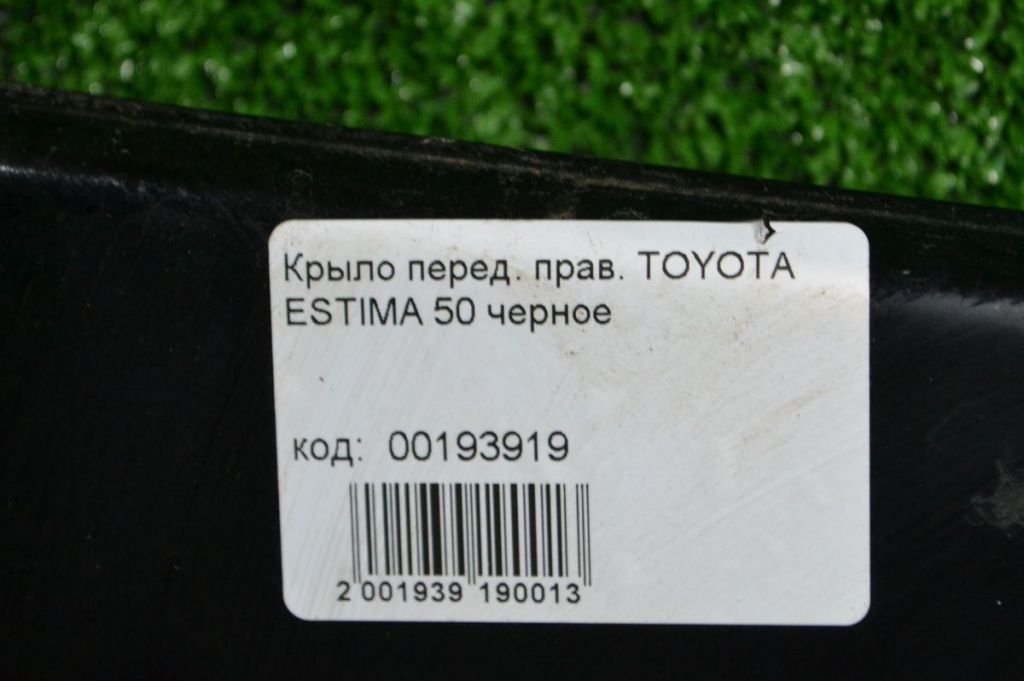 Крыло перед. прав. TOYOTA
ESTIMA 50 черное
код: 00193919
2 001939 190013